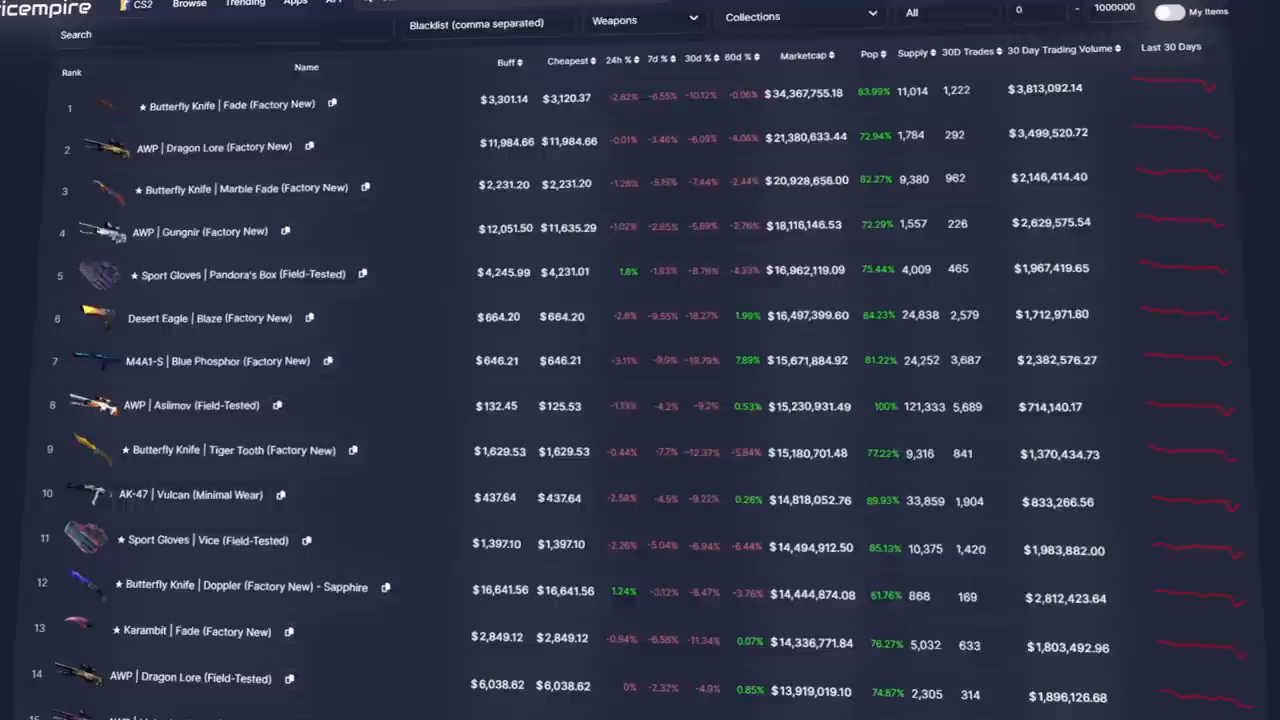 icempire CS2 Browse Trending Apps
Search Blacklist (comma separated) Weapons Collections All 0 - 1000000 My Items
Rank Name Buff Cheapest 24h % 7d % 30d % 60d % Marketcap Pop Supply 30D Trades 30 Day Trading Volume Last 30 Days
1 ★ Butterfly Knife | Fade (Factory New) $3,301.14 $3,120.37 -2.82% -6.55% -10.12% -0.06% $34,367,755.18 83.99% 11,014 1,222 $3,813,092.14
2 AWP | Dragon Lore (Factory New) $11,984.66 $11,984.66 -0.01% -3.46% -6.09% -4.06% $21,380,633.44 72.94% 1,784 292 $3,499,520.72
3 ★ Butterfly Knife | Marble Fade (Factory New) $2,231.20 $2,231.20 -1.28% -5.19% -7.44% -2.44% $20,928,656.00 82.27% 9,380 962 $2,146,414.40
4 AWP | Gungnir (Factory New) $12,051.50 $11,635.29 -1.02% -2.65% -5.69% -2.76% $18,116,146.53 72.29% 1,557 226 $2,629,575.54
5 ★ Sport Gloves | Pandora's Box (Field-Tested) $4,245.99 $4,231.01 1.8% -1.83% -8.76% -4.33% $16,962,119.09 75.44% 4,009 465 $1,967,419.65
6 Desert Eagle | Blaze (Factory New) $664.20 $664.20 -2.8% -9.55% -18.27% 1.99% $16,497,399.60 84.23% 24,838 2,579 $1,712,971.80
7 M4A1-S | Blue Phosphor (Factory New) $646.21 $646.21 -3.11% -9.9% -19.79% 7.89% $15,671,884.92 81.22% 24,252 3,687 $2,382,576.27
8 AWP | Asiimov (Field-Tested) $132.45 $125.53 -1.13% -4.2% -9.2% 0.53% $15,230,931.49 100% 121,333 5,689 $714,140.17
9 ★ Butterfly Knife | Tiger Tooth (Factory New) $1,629.53 $1,629.53 -0.44% -7.7% -12.37% -5.84% $15,180,701.48 77.22% 9,316 841 $1,370,434.73
10 AK-47 | Vulcan (Minimal Wear) $437.64 $437.64 -2.58% -4.5% -9.22% 0.26% $14,818,052.76 89.93% 33,859 1,904 $833,266.56
11 ★ Sport Gloves | Vice (Field-Tested) $1,397.10 $1,397.10 -2.26% -5.04% -6.94% -6.44% $14,494,912.50 85.13% 10,375 1,420 $1,983,882.00
12 ★ Butterfly Knife | Doppler (Factory New) - Sapphire $16,641.56 $16,641.56 1.24% -3.12% -8.47% -3.76% $14,444,874.08 61.76% 868 169 $2,812,423.64
13 ★ Karambit | Fade (Factory New) $2,849.12 $2,849.12 -0.94% -6.58% -11.34% 0.07% $14,336,771.84 76.27% 5,032 633 $1,803,492.96
14 AWP | Dragon Lore (Field-Tested) $6,038.62 $6,038.62 0% -2.32% -4.9% 0.85% $13,919,019.10 74.87% 2,305 314 $1,896,126.68